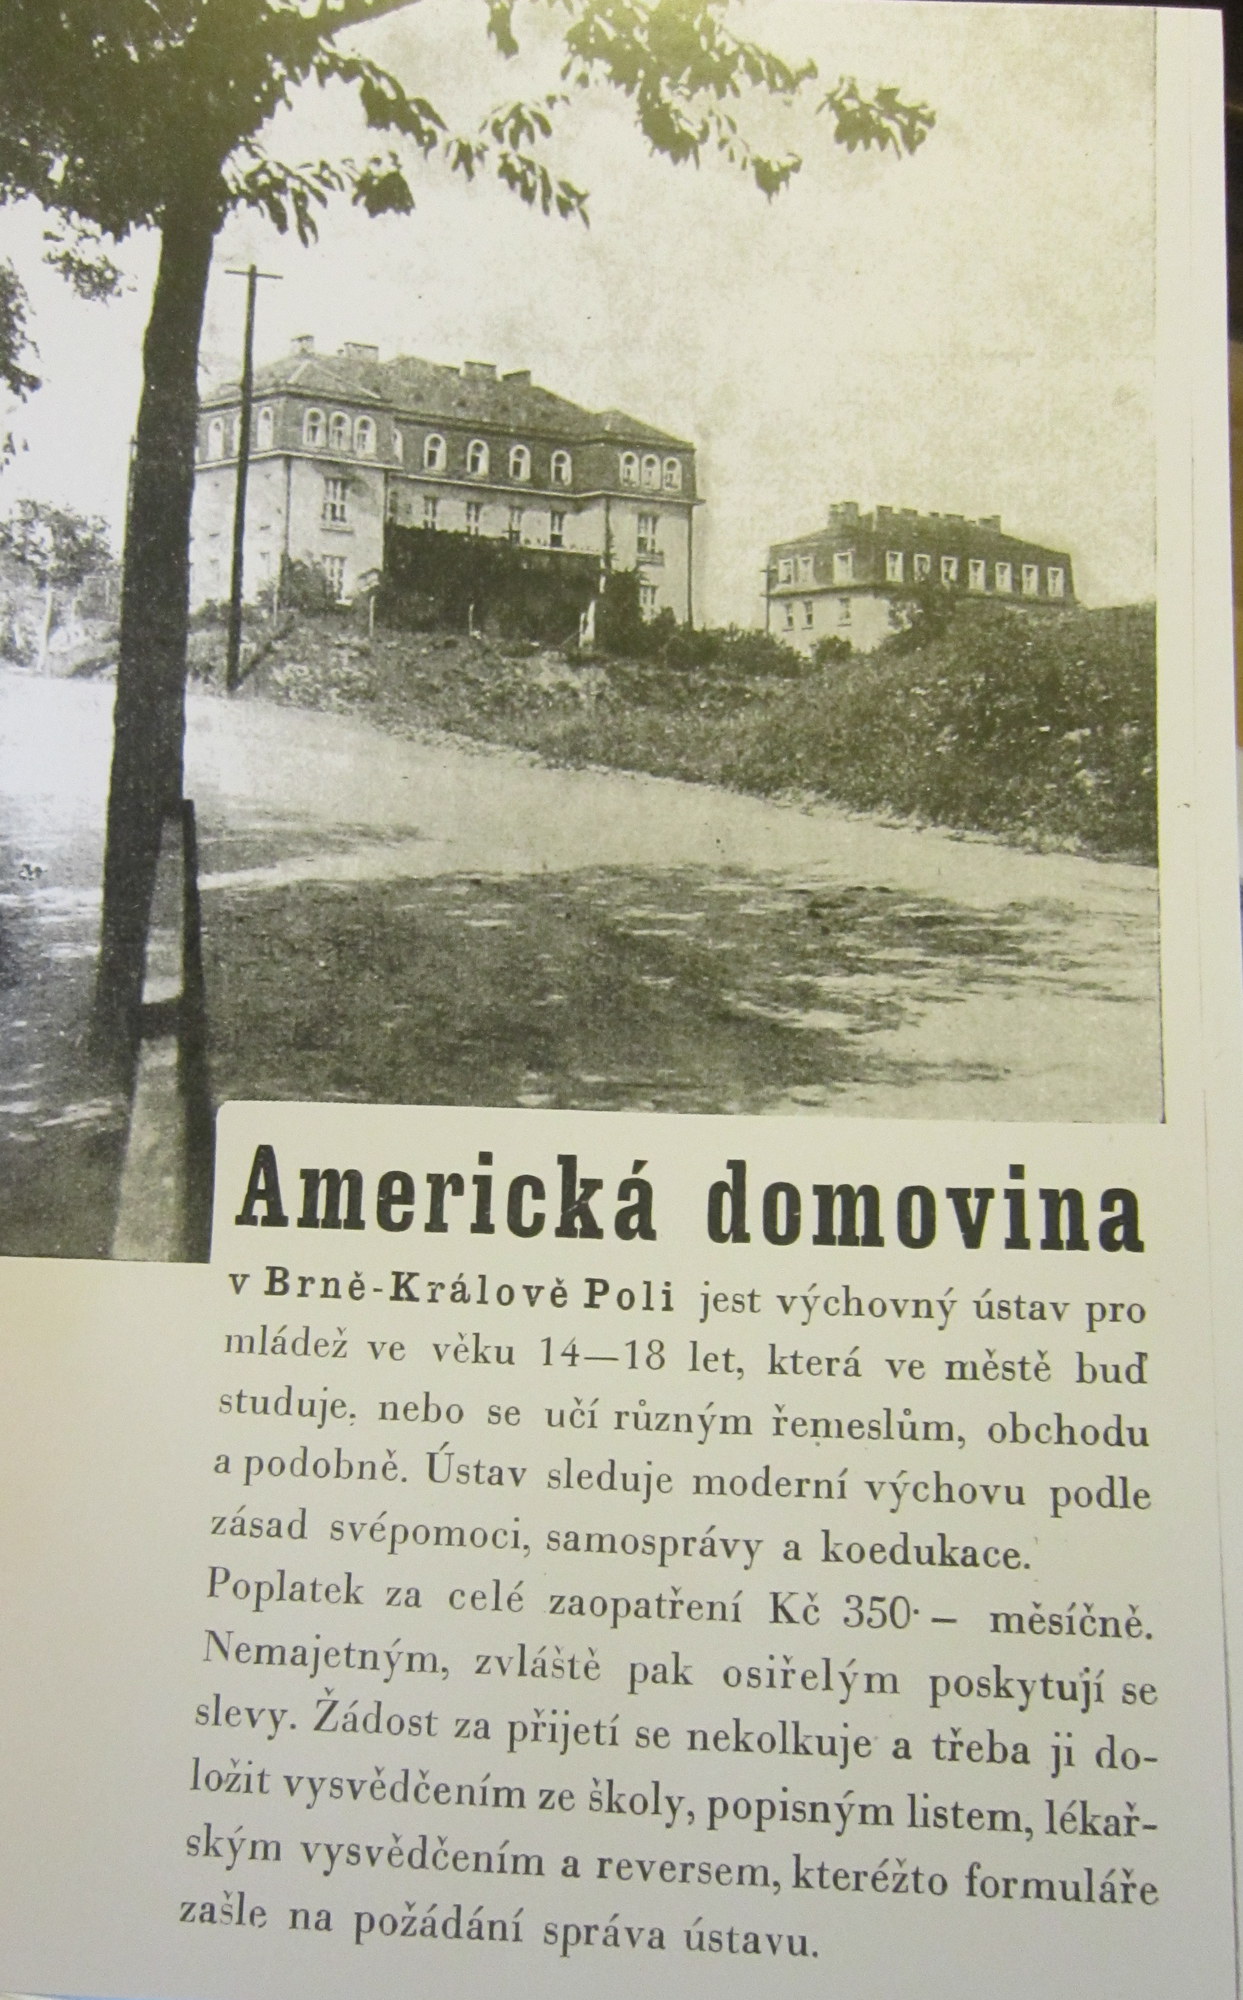 Americká domovina
v Brně-Králově Poli jest výchovný ústav pro
mládež ve věku 14—18 let, která ve městě buď
studuje, nebo se učí různým řemeslům, obchodu
a podobně. Ústav sleduje moderní výchovu podle
zásad svépomoci, samosprávy a koedukace.
Poplatek za celé zaopatření Kč 350·— měsíčně.
Nemajetným, zvláště pak osiřelým poskytují se
slevy. Žádost za přijetí se nekolkuje a třeba ji do-
ložit vysvědčením ze školy, popisným listem, lékař-
ským vysvědčením a reversem, kteréžto formuláře
zašle na požádání správa ústavu.